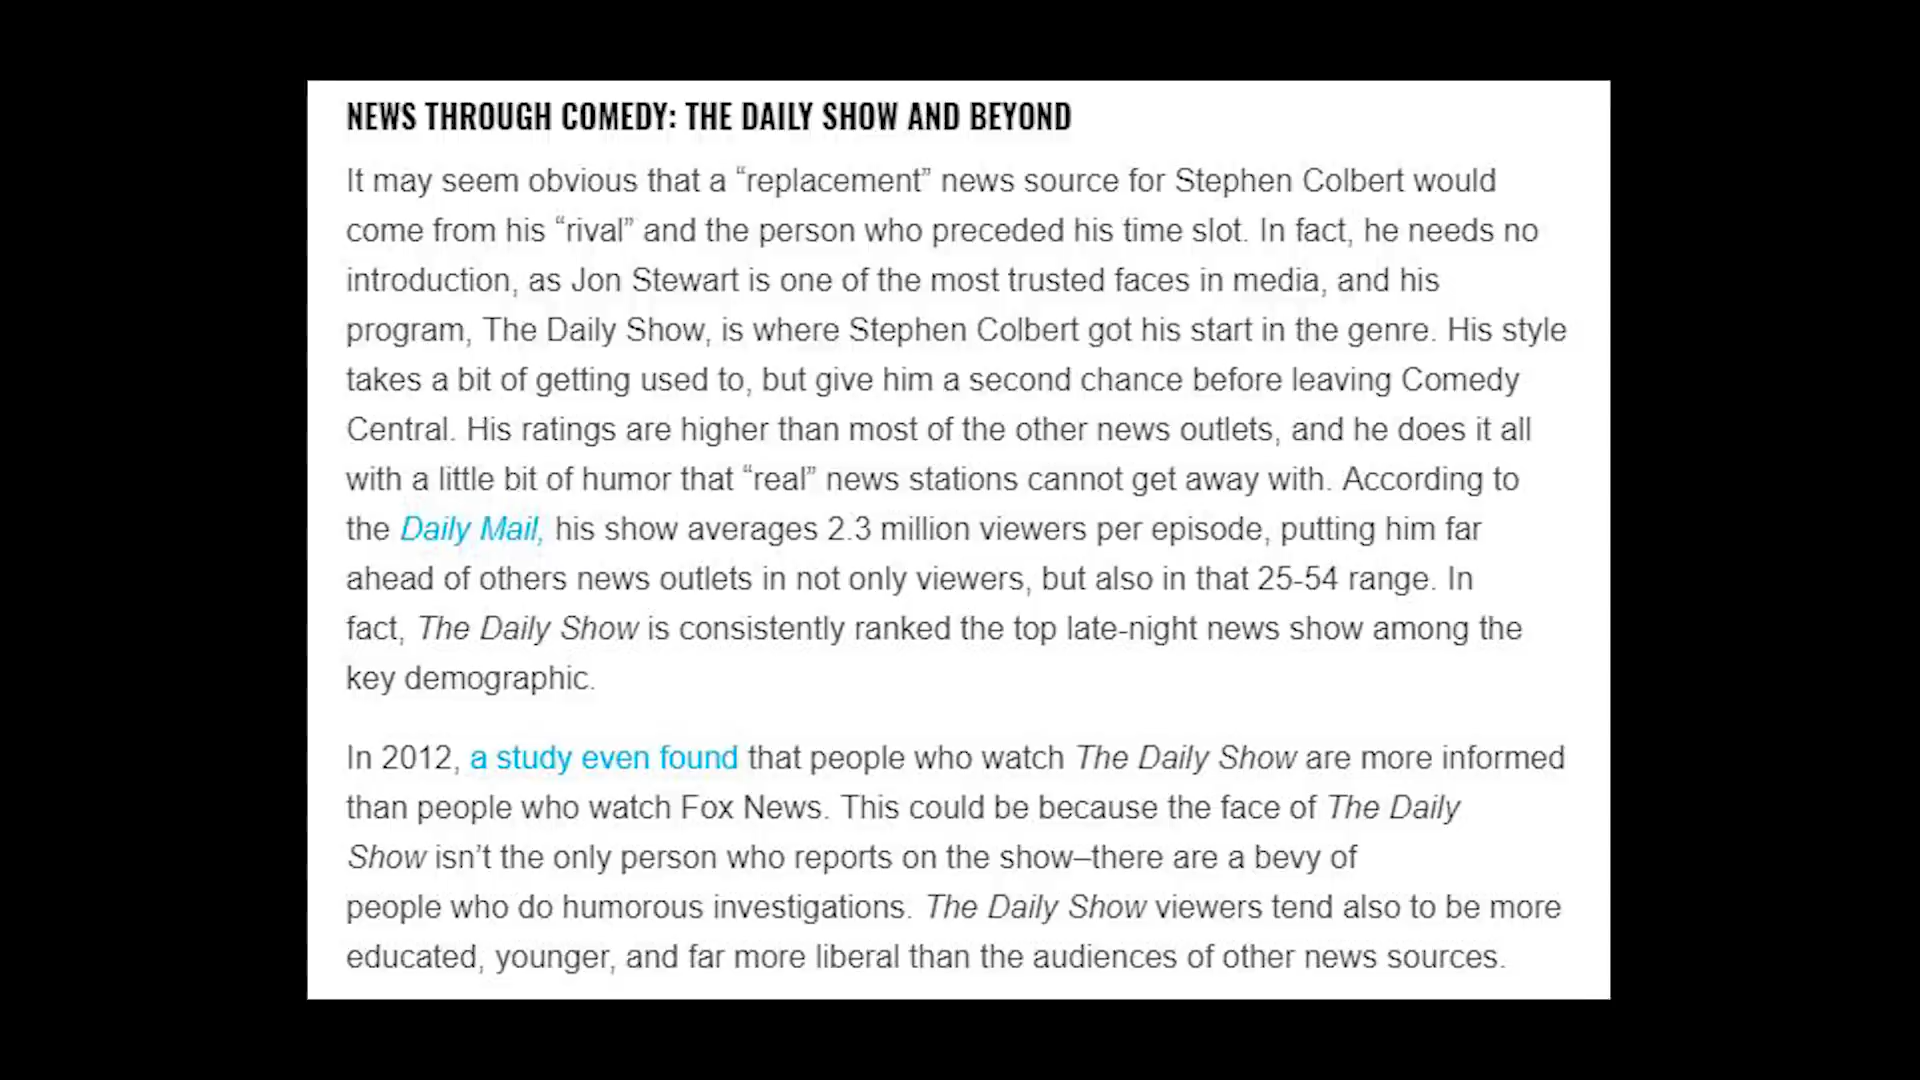 NEWS THROUGH COMEDY: THE DAILY SHOW AND BEYOND
It may seem obvious that a “replacement” news source for Stephen Colbert would
come from his “rival” and the person who preceded his time slot. In fact, he needs no
introduction, as Jon Stewart is one of the most trusted faces in media, and his
program, The Daily Show, is where Stephen Colbert got his start in the genre. His style
takes a bit of getting used to, but give him a second chance before leaving Comedy
Central. His ratings are higher than most of the other news outlets, and he does it all
with a little bit of humor that “real” news stations cannot get away with. According to
the Daily Mail, his show averages 2.3 million viewers per episode, putting him far
ahead of others news outlets in not only viewers, but also in that 25-54 range. In
fact, The Daily Show is consistently ranked the top late-night news show among the
key demographic.
In 2012, a study even found that people who watch The Daily Show are more informed
than people who watch Fox News. This could be because the face of The Daily
Show isn’t the only person who reports on the show–there are a bevy of
people who do humorous investigations. The Daily Show viewers tend also to be more
educated, younger, and far more liberal than the audiences of other news sources.